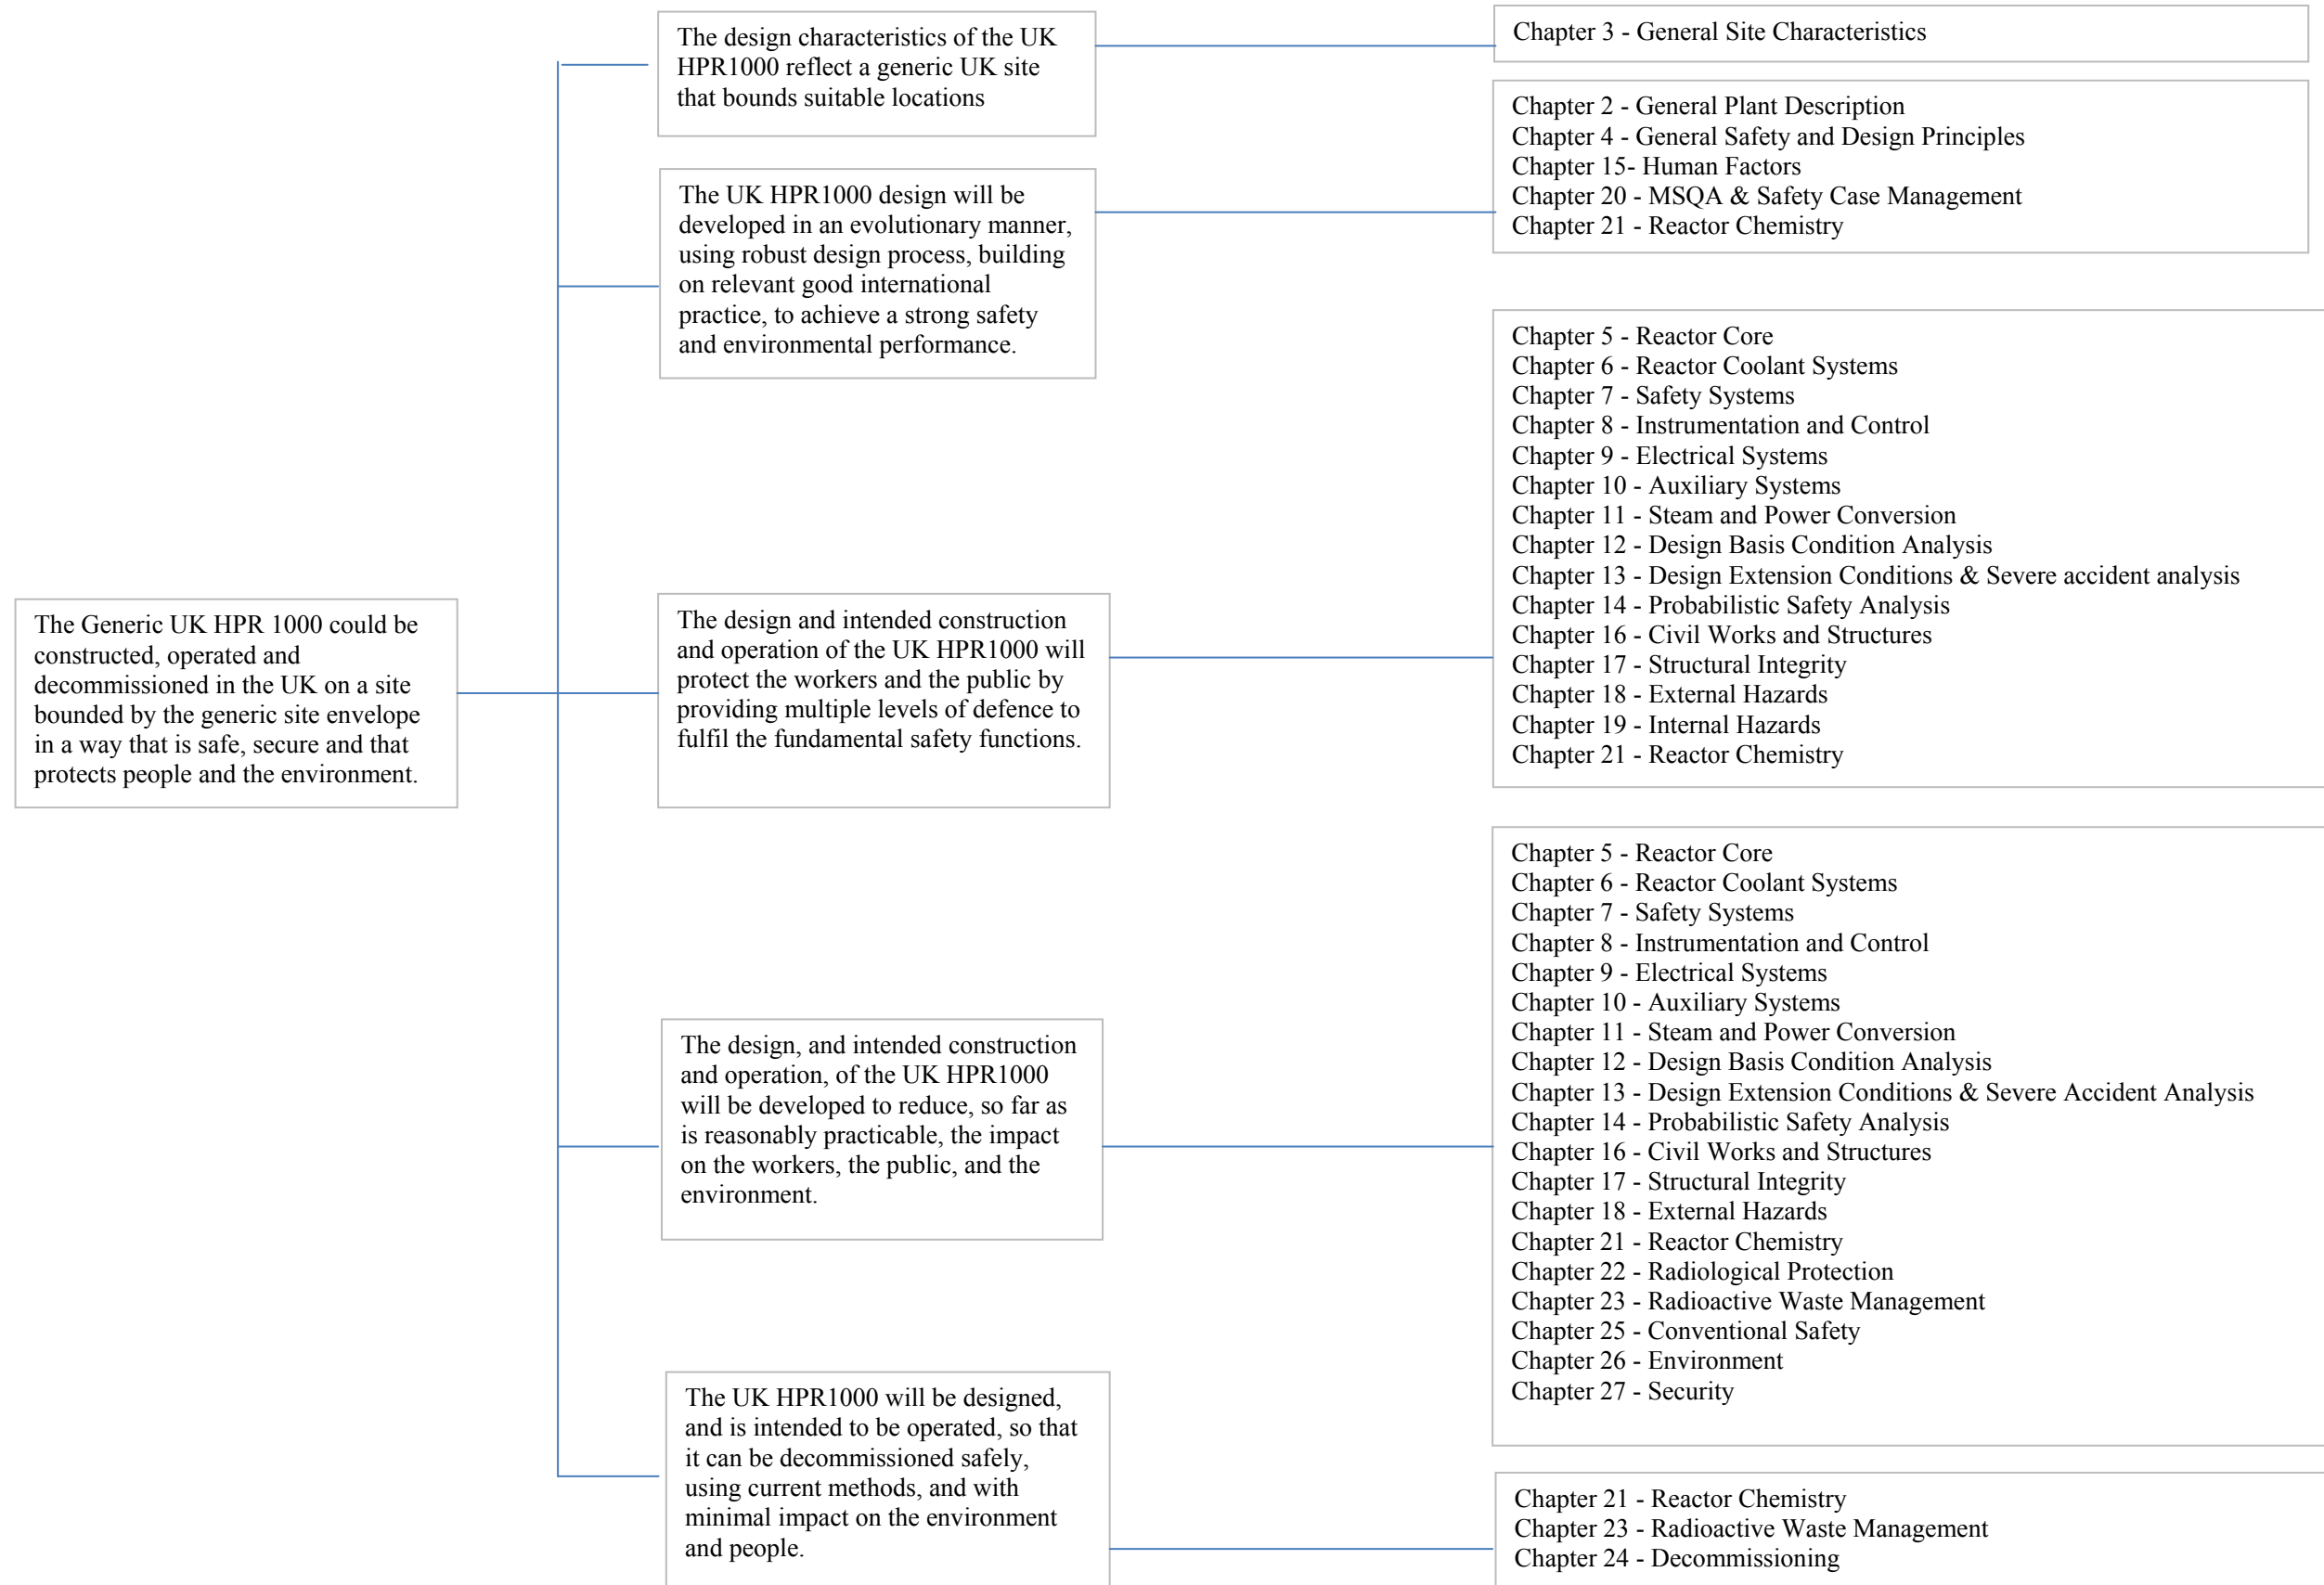 The Generic UK HPR 1000 could be
constructed, operated and
decommissioned in the UK on a site
bounded by the generic site envelope
in a way that is safe, secure and that
protects people and the environment.
The design characteristics of the UK
HPR1000 reflect a generic UK site
that bounds suitable locations
Chapter 3 - General Site Characteristics
The UK HPR1000 design will be
developed in an evolutionary manner,
using robust design process, building
on relevant good international
practice, to achieve a strong safety
and environmental performance.
Chapter 2 - General Plant Description
Chapter 4 - General Safety and Design Principles
Chapter 15- Human Factors
Chapter 20 - MSQA & Safety Case Management
Chapter 21 - Reactor Chemistry
The design and intended construction
and operation of the UK HPR1000 will
protect the workers and the public by
providing multiple levels of defence to
fulfil the fundamental safety functions.
Chapter 5 - Reactor Core
Chapter 6 - Reactor Coolant Systems
Chapter 7 - Safety Systems
Chapter 8 - Instrumentation and Control
Chapter 9 - Electrical Systems
Chapter 10 - Auxiliary Systems
Chapter 11 - Steam and Power Conversion
Chapter 12 - Design Basis Condition Analysis
Chapter 13 - Design Extension Conditions & Severe accident analysis
Chapter 14 - Probabilistic Safety Analysis
Chapter 16 - Civil Works and Structures
Chapter 17 - Structural Integrity
Chapter 18 - External Hazards
Chapter 19 - Internal Hazards
Chapter 21 - Reactor Chemistry
The design, and intended construction
and operation, of the UK HPR1000
will be developed to reduce, so far as
is reasonably practicable, the impact
on the workers, the public, and the
environment.
Chapter 5 - Reactor Core
Chapter 6 - Reactor Coolant Systems
Chapter 7 - Safety Systems
Chapter 8 - Instrumentation and Control
Chapter 9 - Electrical Systems
Chapter 10 - Auxiliary Systems
Chapter 11 - Steam and Power Conversion
Chapter 12 - Design Basis Condition Analysis
Chapter 13 - Design Extension Conditions & Severe Accident Analysis
Chapter 14 - Probabilistic Safety Analysis
Chapter 16 - Civil Works and Structures
Chapter 17 - Structural Integrity
Chapter 18 - External Hazards
Chapter 21 - Reactor Chemistry
Chapter 22 - Radiological Protection
Chapter 23 - Radioactive Waste Management
Chapter 25 - Conventional Safety
Chapter 26 - Environment
Chapter 27 - Security
The UK HPR1000 will be designed,
and is intended to be operated, so that
it can be decommissioned safely,
using current methods, and with
minimal impact on the environment
and people.
Chapter 21 - Reactor Chemistry
Chapter 23 - Radioactive Waste Management
Chapter 24 - Decommissioning